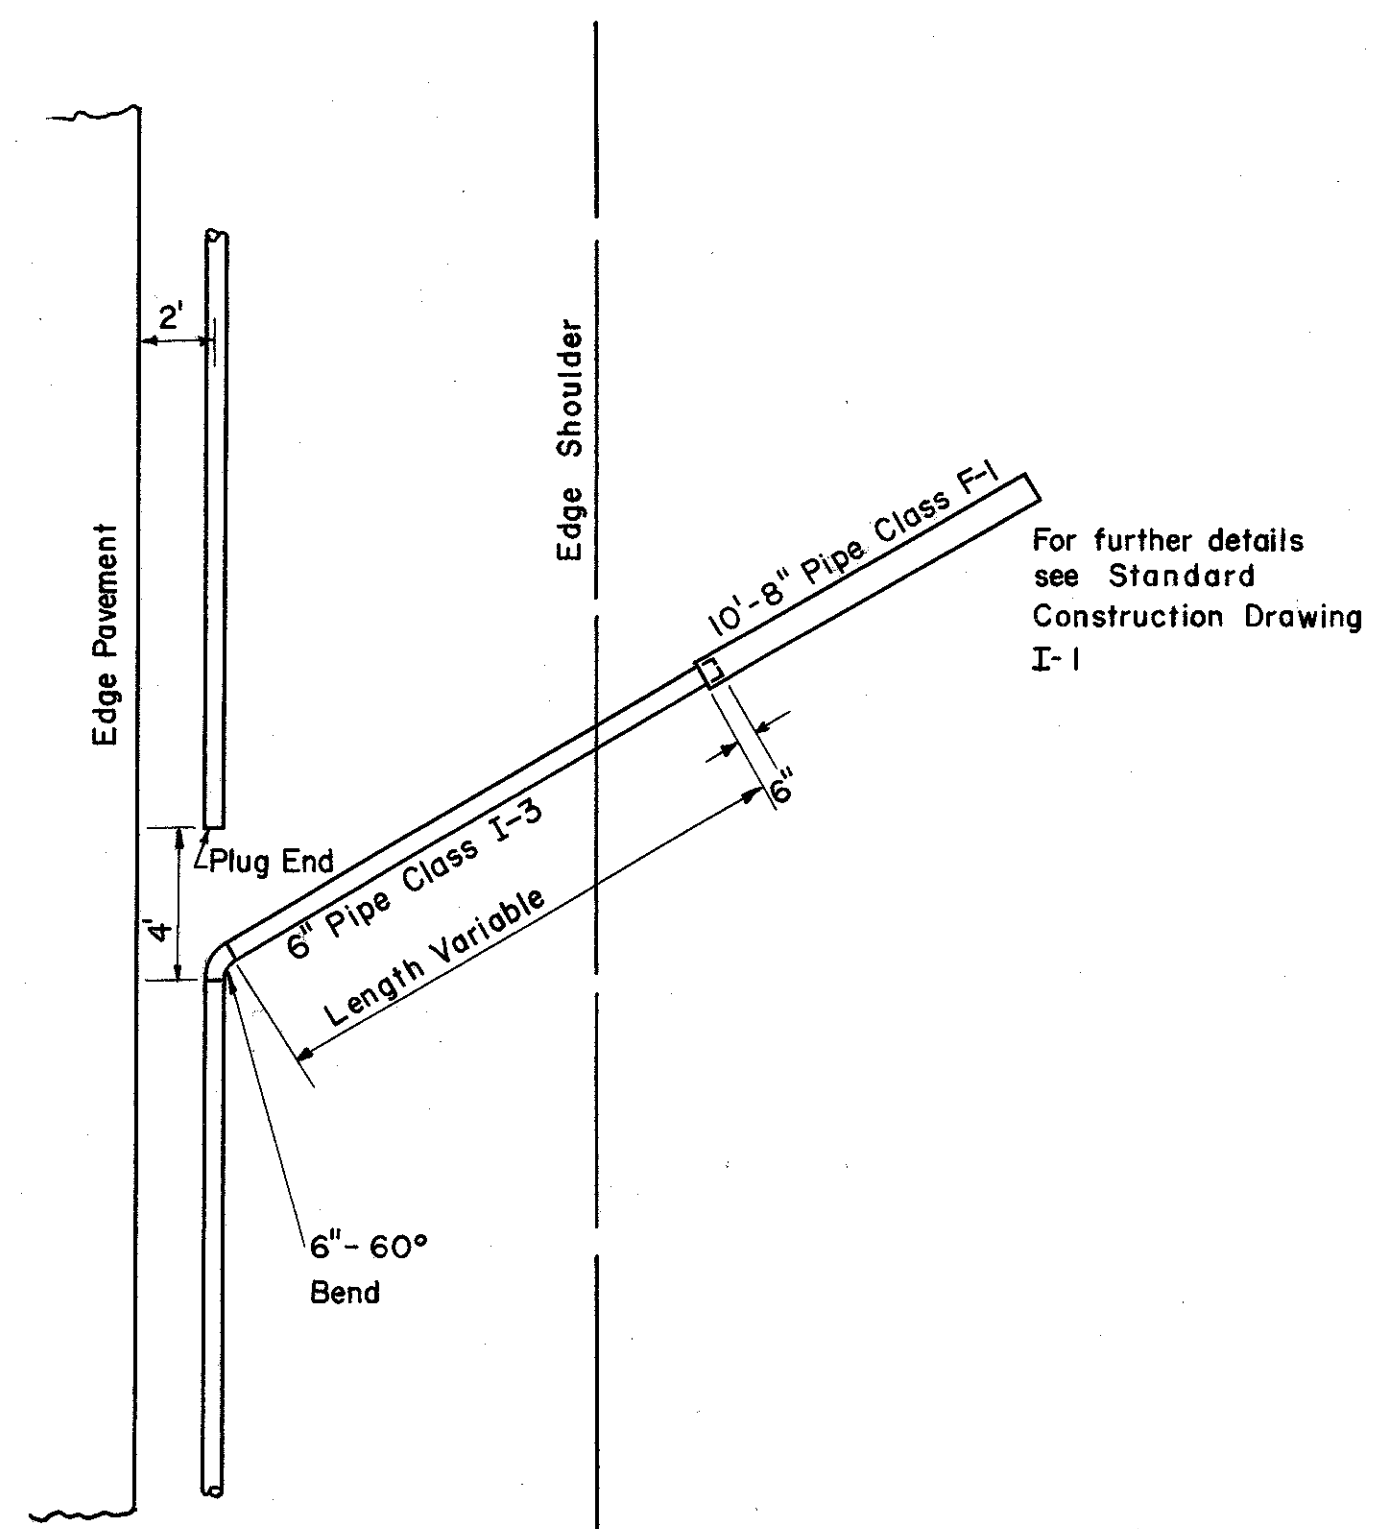 2'
Edge Pavement
Edge Shoulder
10'-8" Pipe Class F-1
For further details
see Standard
Construction Drawing
I-1
6"
Plug End
4'
6" Pipe Class I-3
Length Variable
6"-60°
Bend